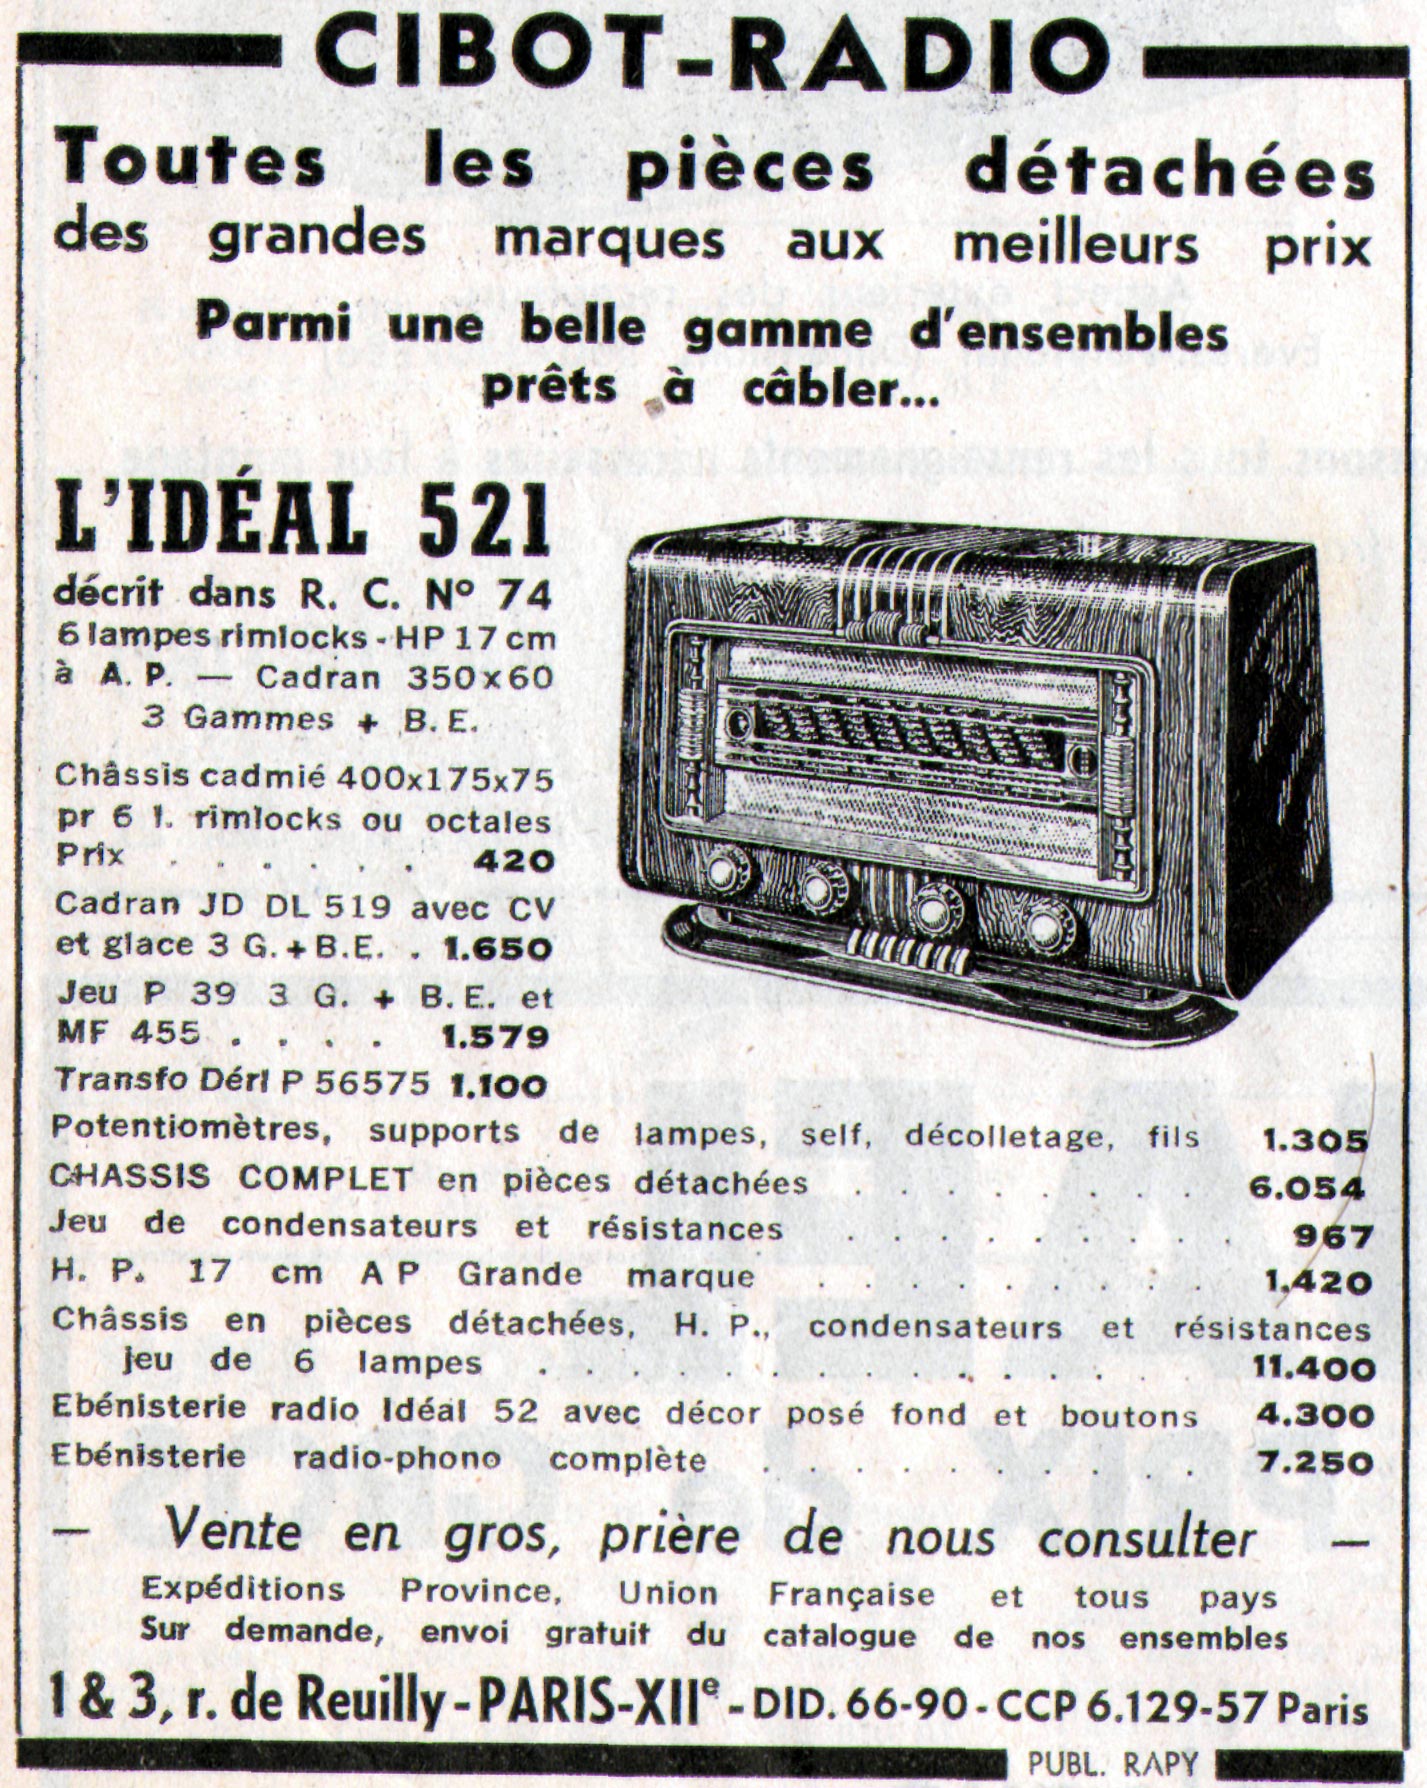 CIBOT-RADIO
Toutes les pièces détachées
des grandes marques aux meilleurs prix
Parmi une belle gamme d'ensembles
prêts à câbler...
L'IDÉAL 521
décrit dans R. C. Nº 74
6 lampes rimlocks - HP 17 cm
à A. P. — Cadran 350x60
3 Gammes + B. E.
Châssis cadmié 400x175x75
pr 6 l. rimlocks ou octales
Prix . . . . . . 420
Cadran JD DL 519 avec CV
et glace 3 G. + B.E. . 1.650
Jeu P 39 3 G. + B. E. et
MF 455 . . . . 1.579
Transfo Déri P 56575 1.100
Potentiomètres, supports de lampes, self, décolletage, fils 1.305
CHASSIS COMPLET en pièces détachées . . . . . . . . 6.054
Jeu de condensateurs et résistances . . . . . . . . . 967
H. P. 17 cm A P Grande marque . . . . . . . . . 1.420
Châssis en pièces détachées, H. P., condensateurs et résistances
jeu de 6 lampes . . . . . . . . . . . . . . . . 11.400
Ebénisterie radio Idéal 52 avec décor posé fond et boutons 4.300
Ebénisterie radio-phono complète . . . . . . . . . . 7.250
— Vente en gros, prière de nous consulter —
Expéditions Province, Union Française et tous pays
Sur demande, envoi gratuit du catalogue de nos ensembles
1 & 3, r. de Reuilly - PARIS-XIIe - DID. 66-90 - CCP 6.129-57 Paris
PUBL. RAPY